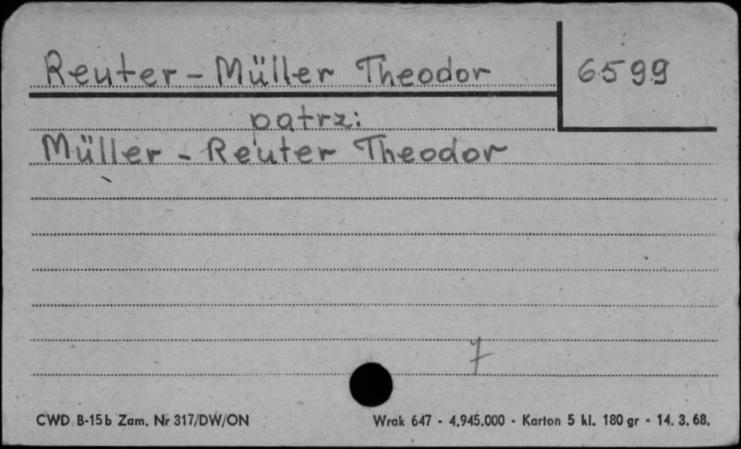 Reuter-Müller Theodor 6599
patrz:
Müller-Reuter Theodor
7
CWD B-15b Zam. Nr 317/DW/ON Wrak 647 - 4.945.000 - Karton 5 kl. 180 gr - 14. 3. 68.